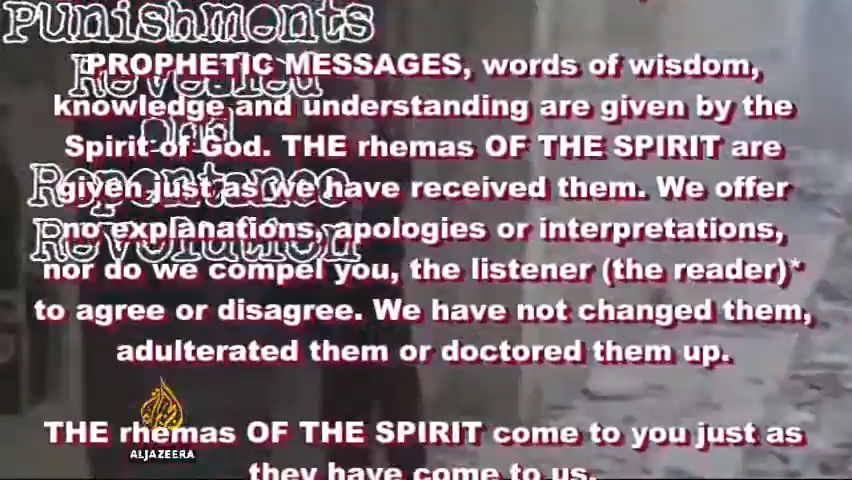 punishments
Revealed
and
Repentance
Revolution
PROPHETIC MESSAGES, words of wisdom,
knowledge and understanding are given by the
Spirit of God. THE rhemas OF THE SPIRIT are
given just as we have received them. We offer
no explanations, apologies or interpretations,
nor do we compel you, the listener (the reader)*
to agree or disagree. We have not changed them,
adulterated them or doctored them up.
THE rhemas OF THE SPIRIT come to you just as
they have come to us.
ALJAZEERA